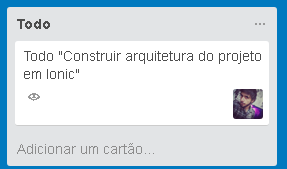 Todo
Todo "Construir arquitetura do projeto
em Ionic"
Adicionar um cartão...